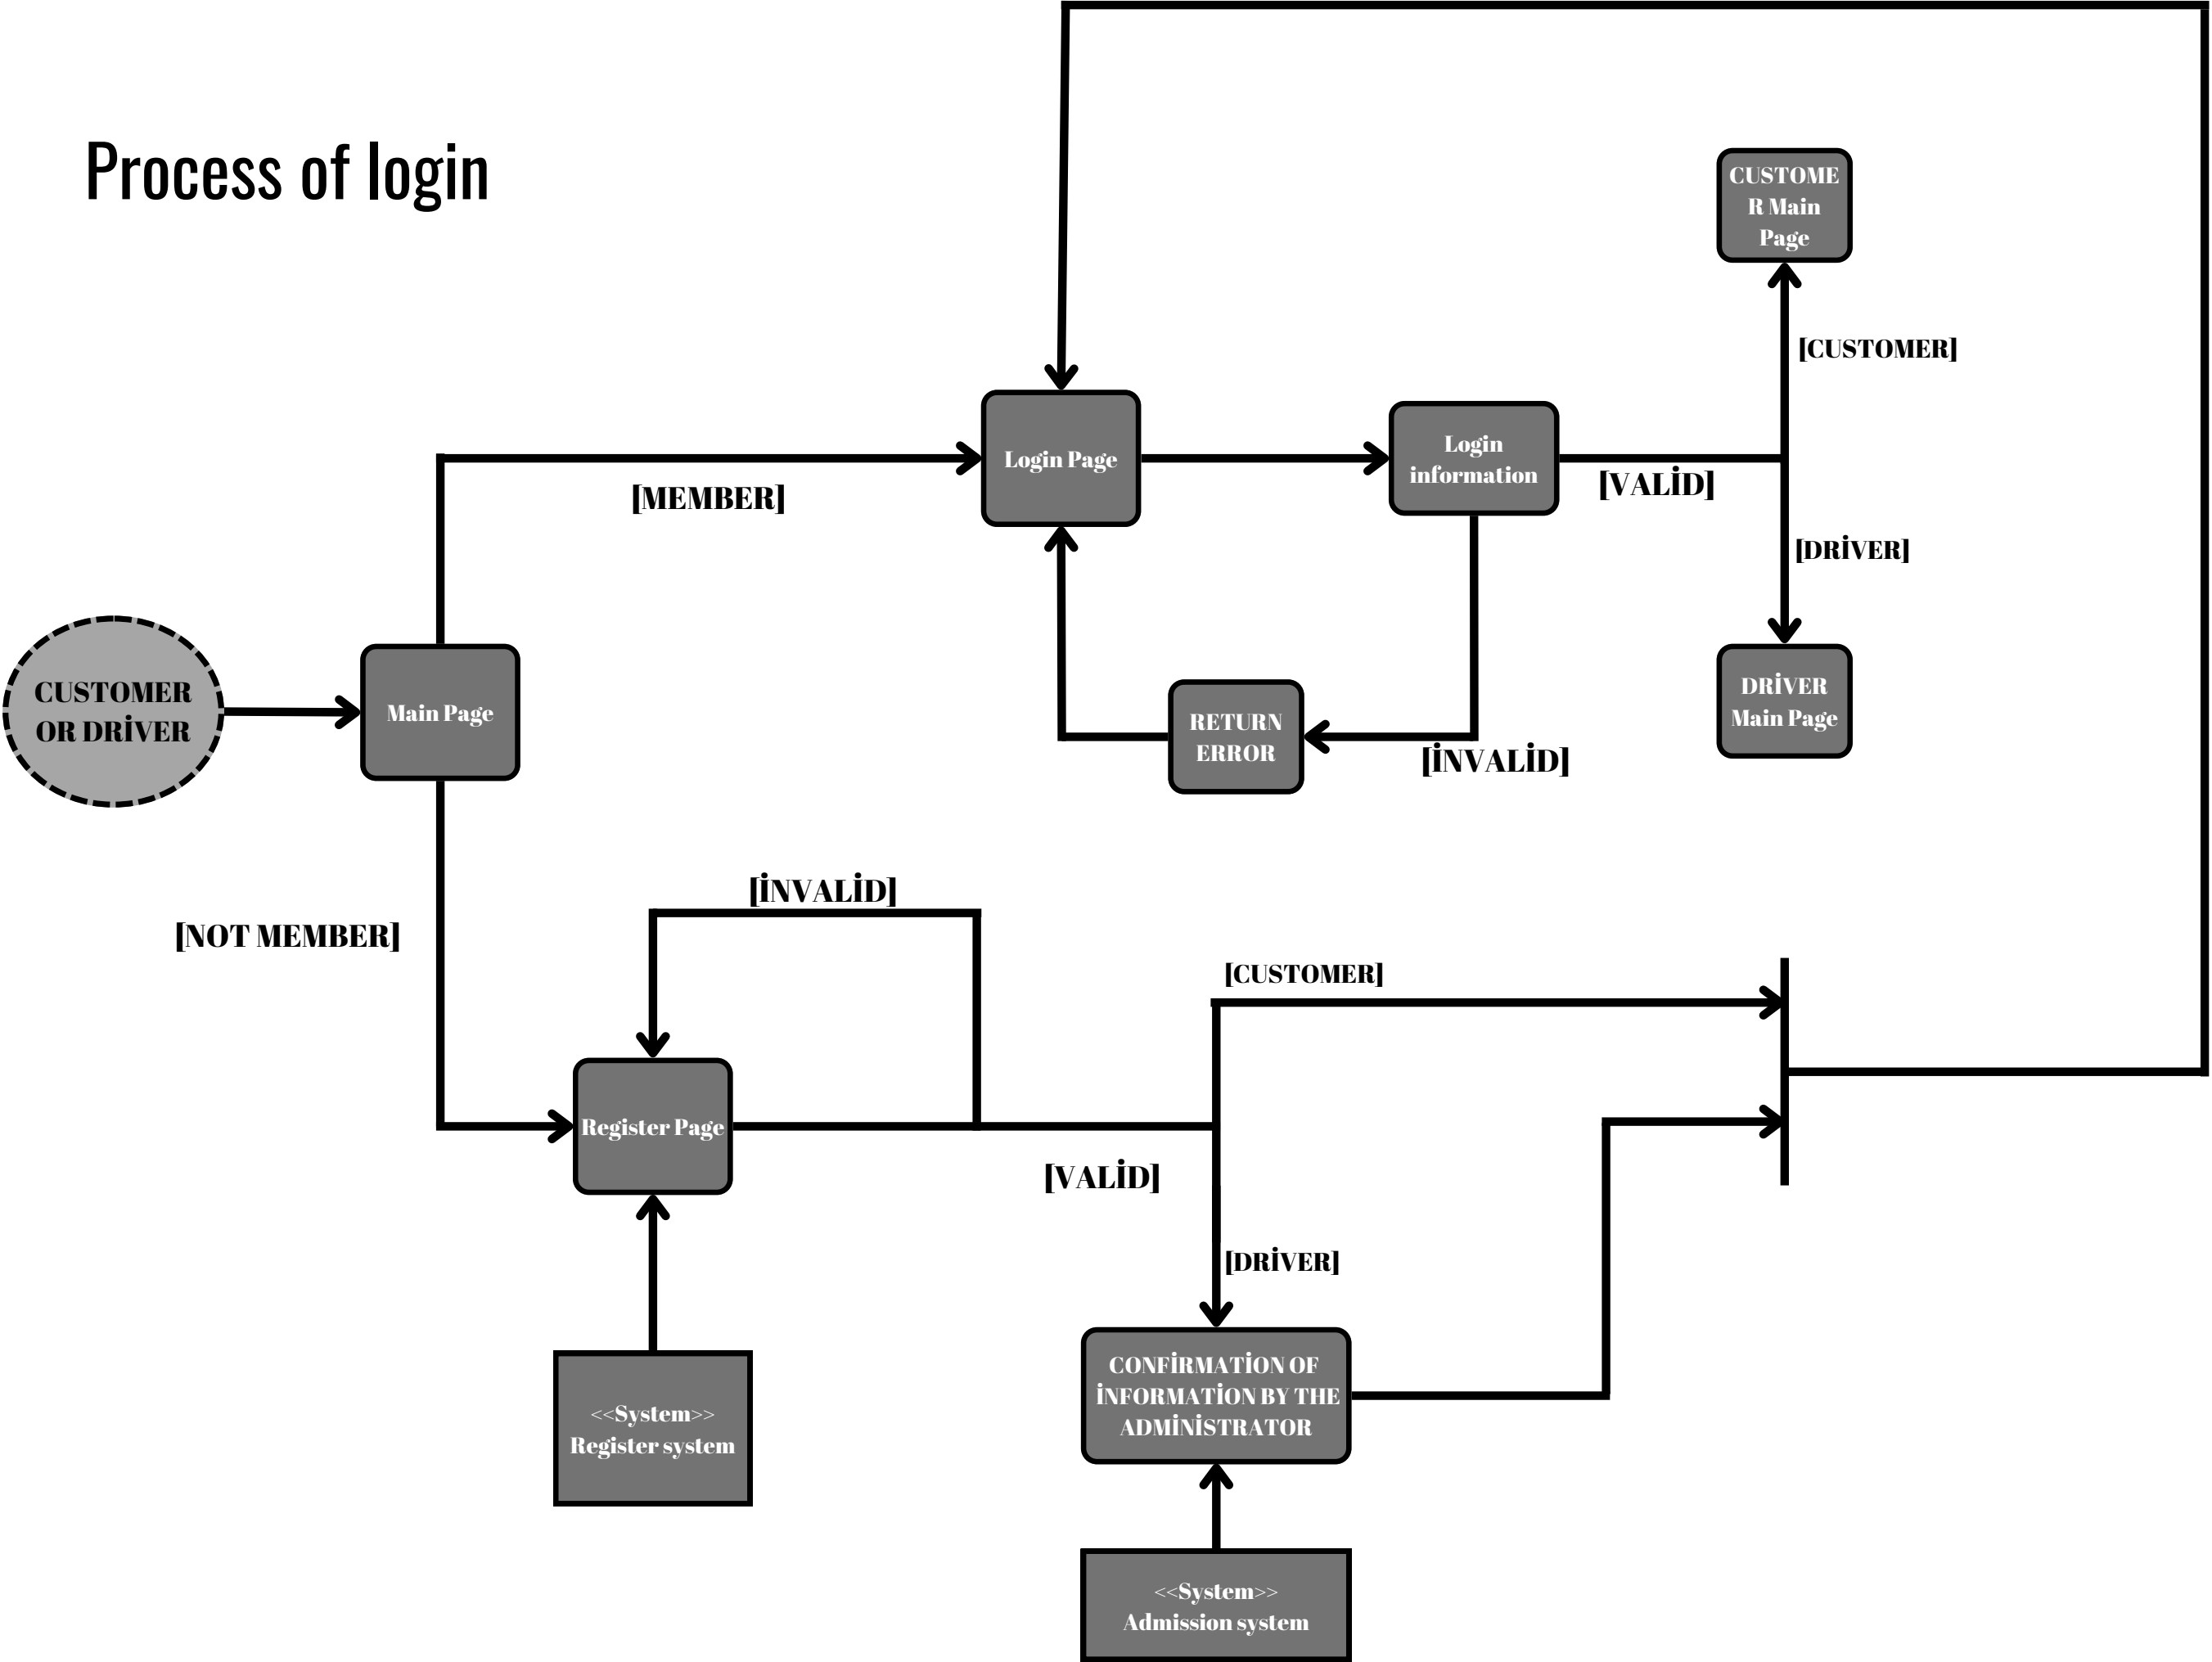 Process of login
CUSTOME
R Main
Page
[CUSTOMER]
Login Page
Login
information
[VALİD]
[MEMBER]
[DRİVER]
CUSTOMER
OR DRİVER
Main Page
RETURN
ERROR
DRİVER
Main Page
[İNVALİD]
[İNVALİD]
[NOT MEMBER]
[CUSTOMER]
Register Page
[VALİD]
[DRİVER]
CONFİRMATİON OF
İNFORMATİON BY THE
ADMİNİSTRATOR
<<System>>
Register system
<<System>>
Admission system